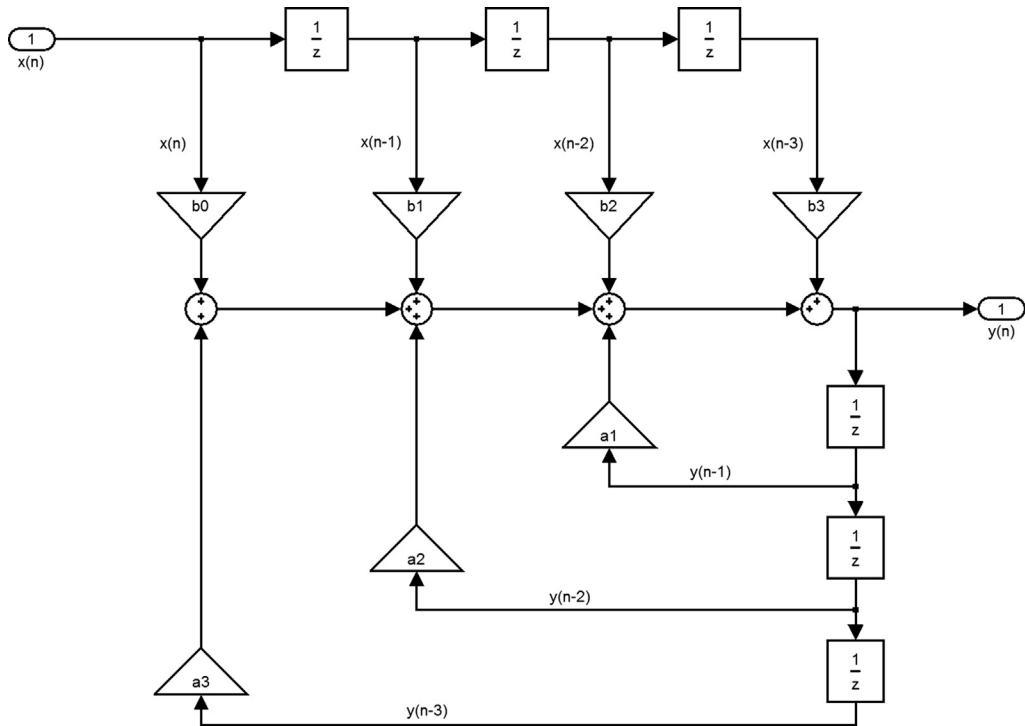 1
x(n)
1
z
1
z
1
z
x(n)
x(n-1)
x(n-2)
x(n-3)
b0
b1
b2
b3
+
+
+
+
+
+
+
+
+
+
1
y(n)
1
z
a1
y(n-1)
1
z
a2
y(n-2)
1
z
a3
y(n-3)